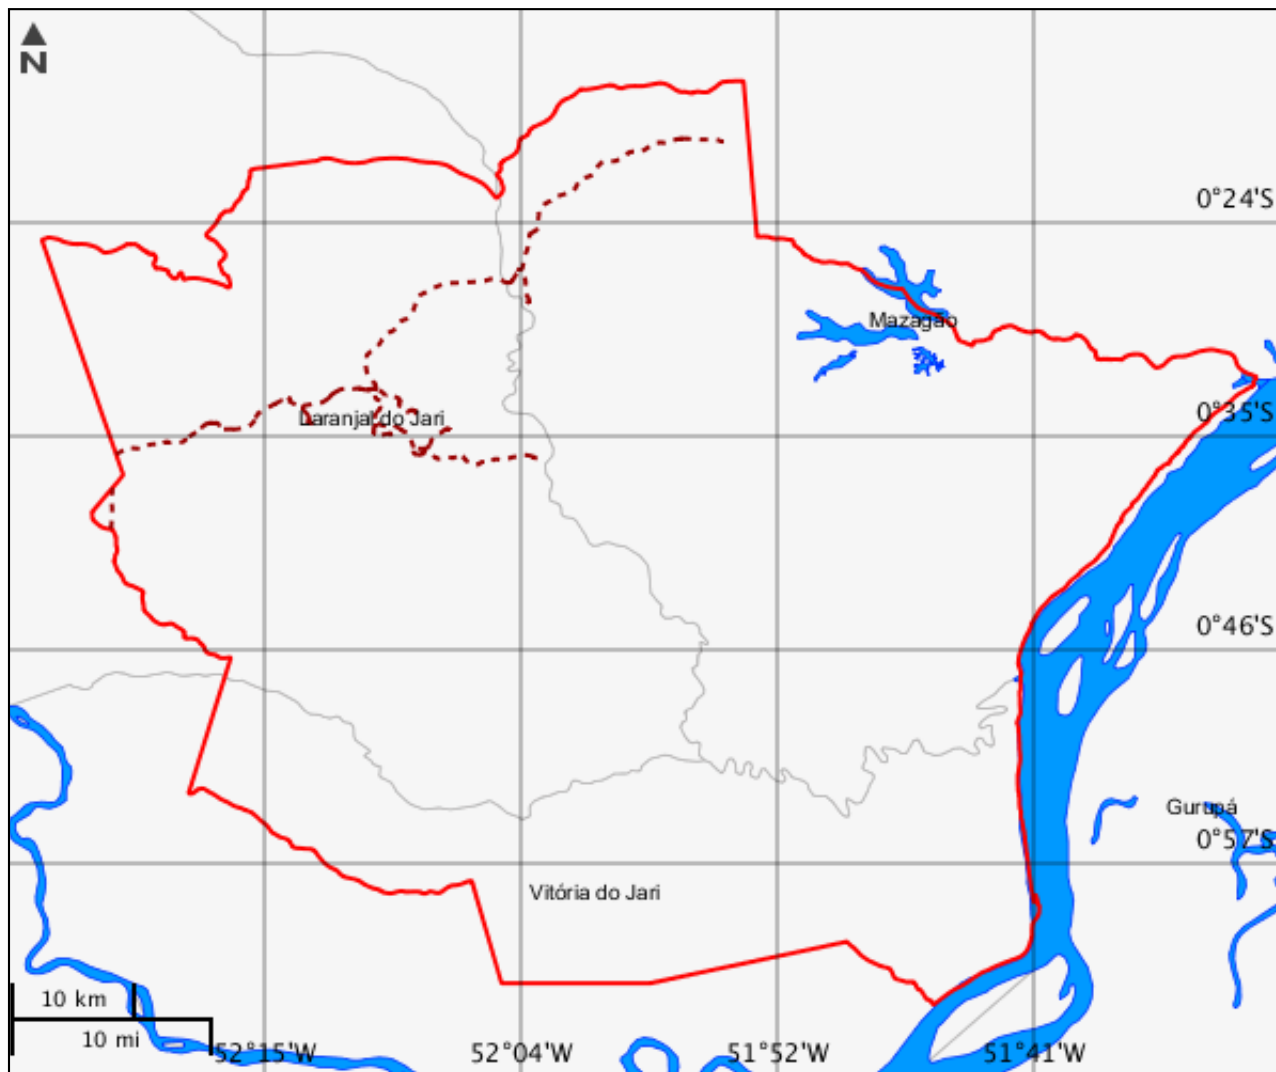 N
0°24'S
Mazagão
0°35'S
Laranjal do Jari
0°46'S
Gurupá
0°57'S
Vitória do Jari
10 km
10 mi
52°15'W
52°04'W
51°52'W
51°41'W